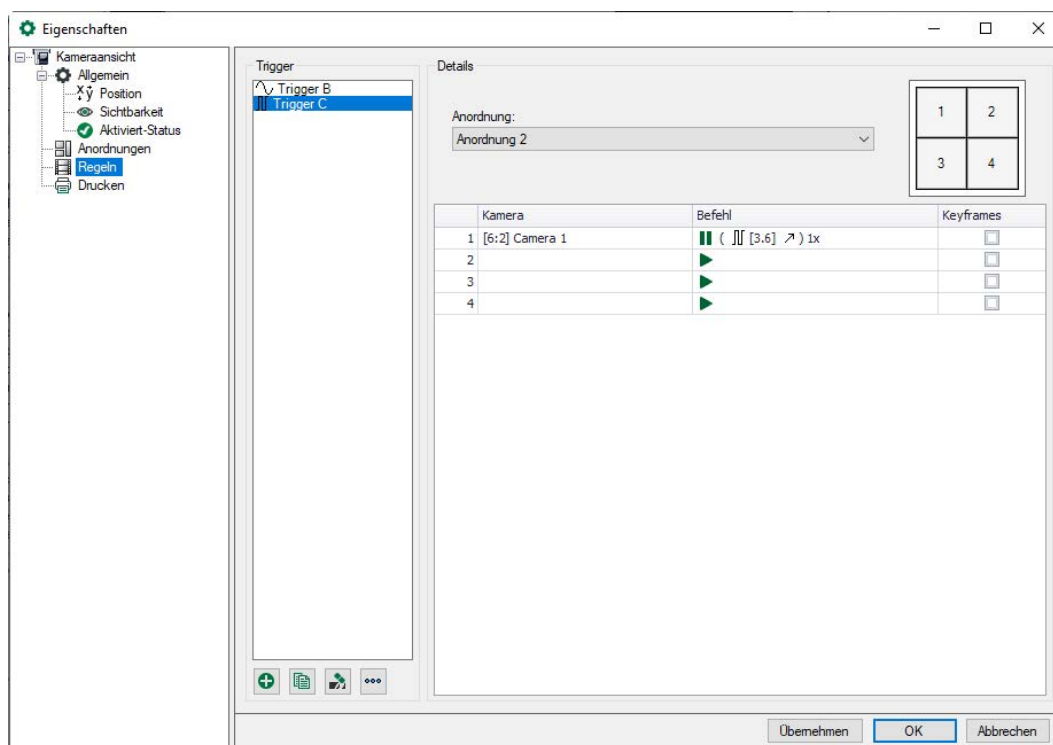 Eigenschaften
Kameraansicht
Allgemein
Position
Sichtbarkeit
Aktiviert-Status
Anordnungen
Regeln
Drucken
Trigger
Trigger B
Trigger C
Details
Anordnung:
Anordnung 2
1 2
3 4
Kamera Befehl Keyframes
1 [6:2] Camera 1 ( [3.6] ↗ ) 1x
2
3
4
Übernehmen OK Abbrechen